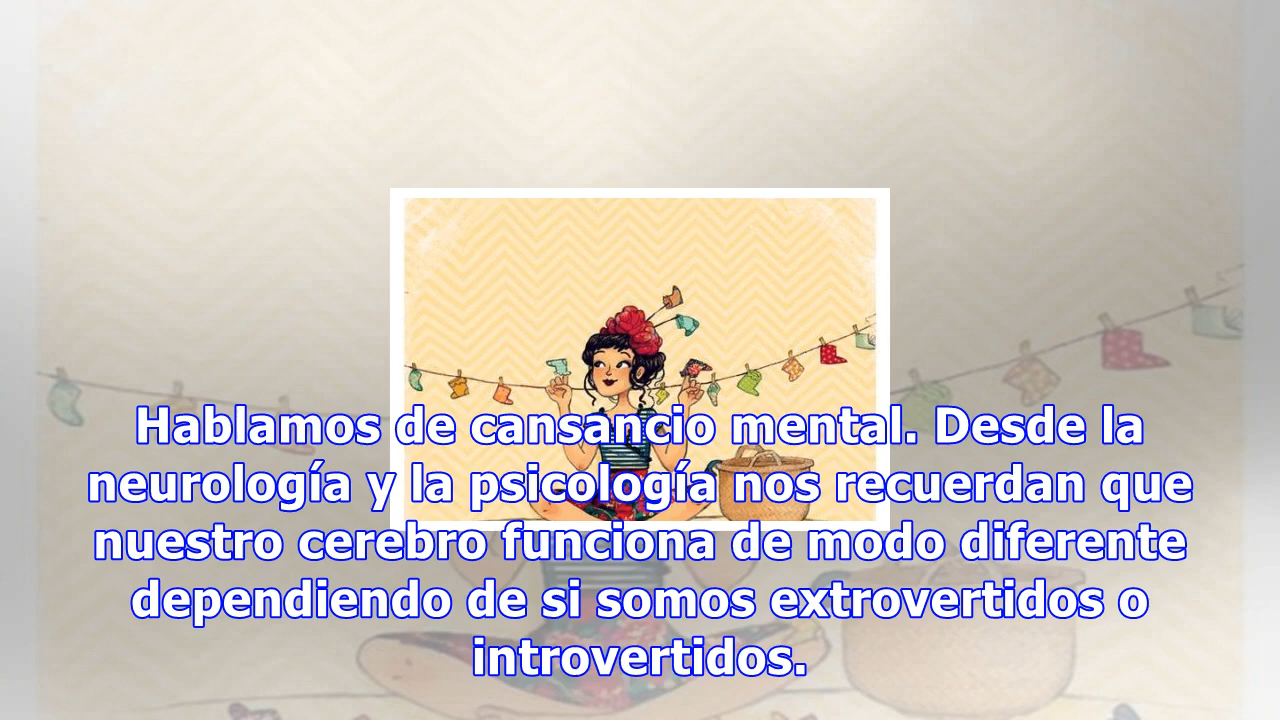 Hablamos de cansancio mental. Desde la
neurología y la psicología nos recuerdan que
nuestro cerebro funciona de modo diferente
dependiendo de si somos extrovertidos o
introvertidos.